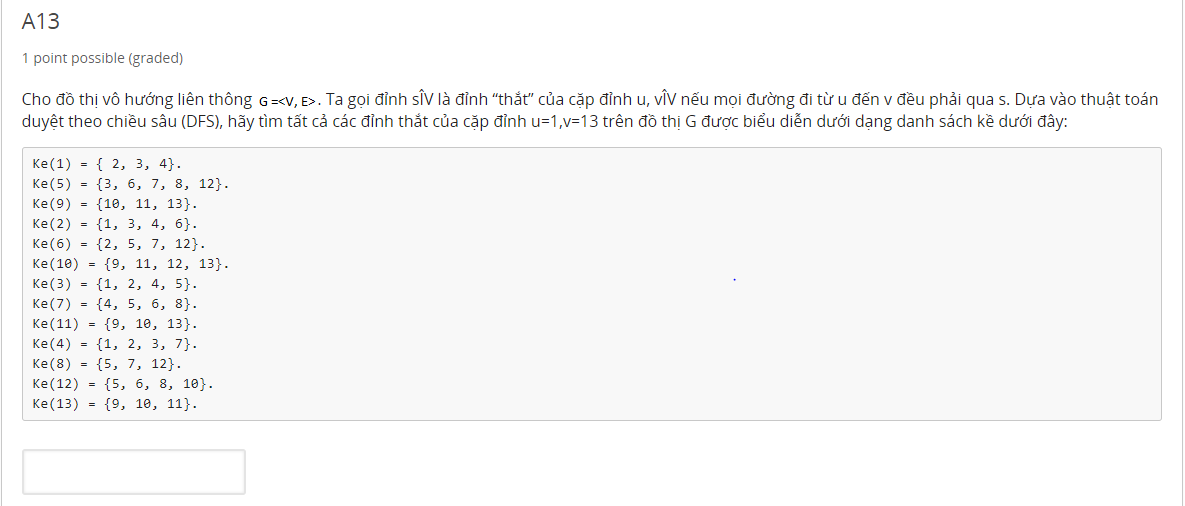 A13
1 point possible (graded)
Cho đồ thị vô hướng liên thông G =<V, E>. Ta gọi đỉnh sÎV là đỉnh “thắt” của cặp đỉnh u, vÎV nếu mọi đường đi từ u đến v đều phải qua s. Dựa vào thuật toán
duyệt theo chiều sâu (DFS), hãy tìm tất cả các đỉnh thắt của cặp đỉnh u=1,v=13 trên đồ thị G được biểu diễn dưới dạng danh sách kề dưới đây:
Ke(1) = { 2, 3, 4}.
Ke(5) = {3, 6, 7, 8, 12}.
Ke(9) = {10, 11, 13}.
Ke(2) = {1, 3, 4, 6}.
Ke(6) = {2, 5, 7, 12}.
Ke(10) = {9, 11, 12, 13}.
Ke(3) = {1, 2, 4, 5}.
Ke(7) = {4, 5, 6, 8}.
Ke(11) = {9, 10, 13}.
Ke(4) = {1, 2, 3, 7}.
Ke(8) = {5, 7, 12}.
Ke(12) = {5, 6, 8, 10}.
Ke(13) = {9, 10, 11}.